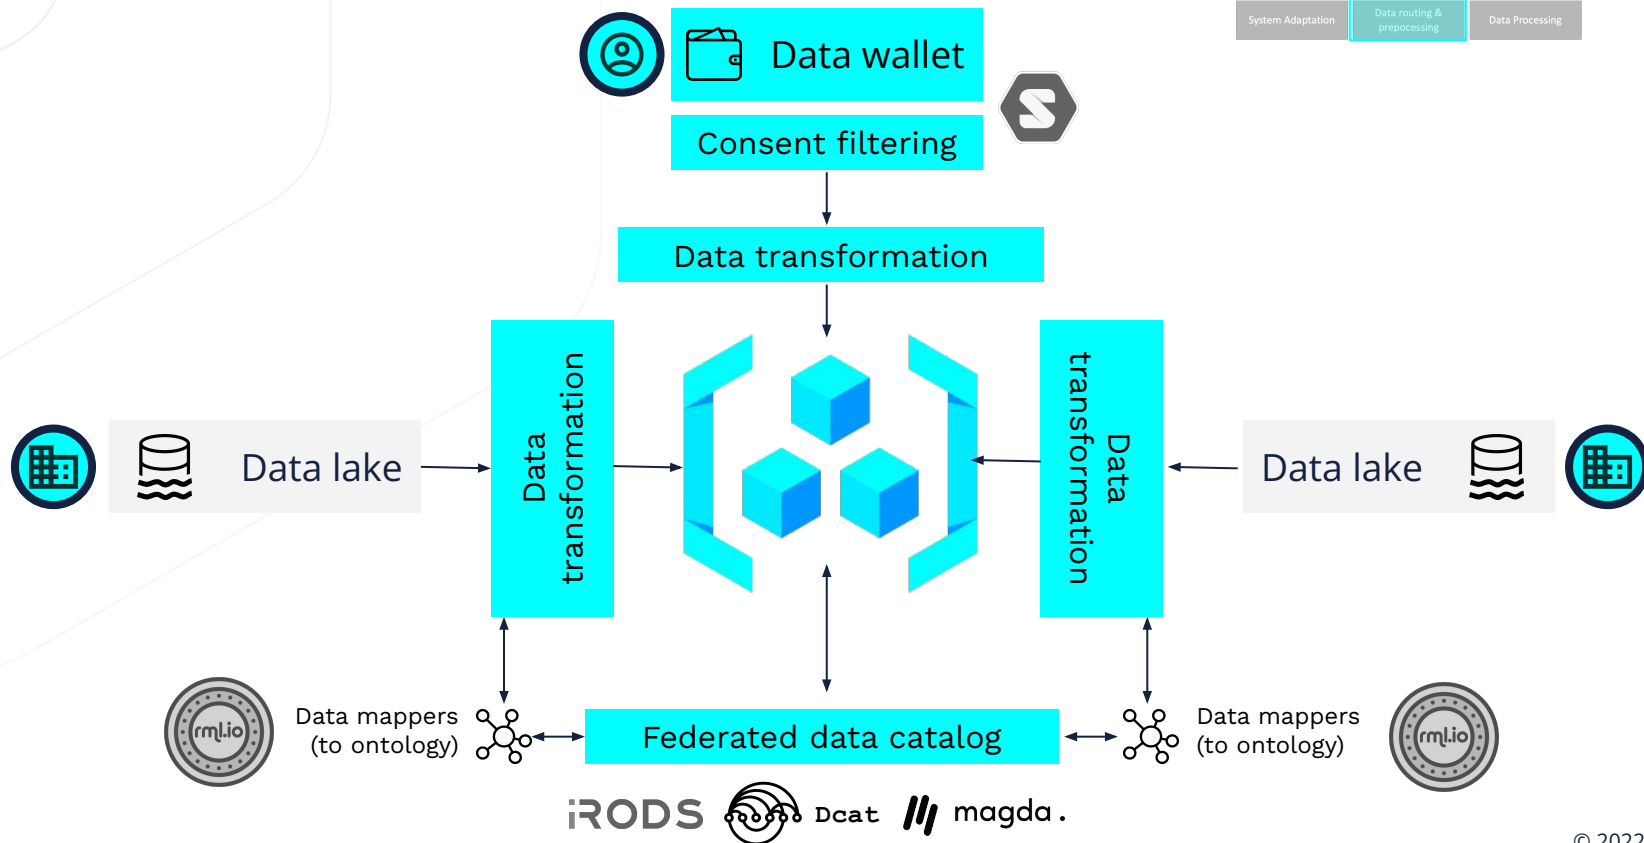 System Adaptation
Data routing &
prepocessing
Data Processing
Data wallet
S
Consent filtering
Data transformation
Data
transformation
Data
transformation
Data lake
Data lake
rml.io
Data mappers
(to ontology)
Federated data catalog
Data mappers
(to ontology)
rml.io
iRODS
Dcat
magda.
© 2022